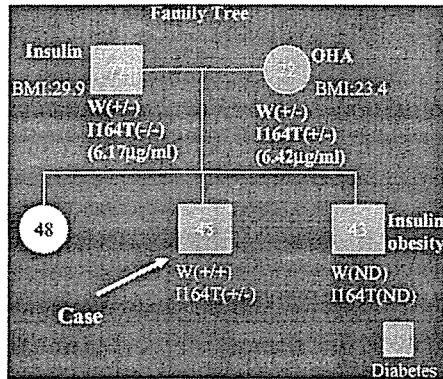 Family Tree
Insulin
OHA
72
BMI:29.9
BMI:23.4
W(+/-)
I164T(-/-)
(6.17µg/ml)
W(+/-)
I164T(+/-)
(6.42µg/ml)
48
45
43
Insulin
obesity
W(+/+)
I164T(+/-)
W(ND)
I164T(ND)
Case
Diabetes